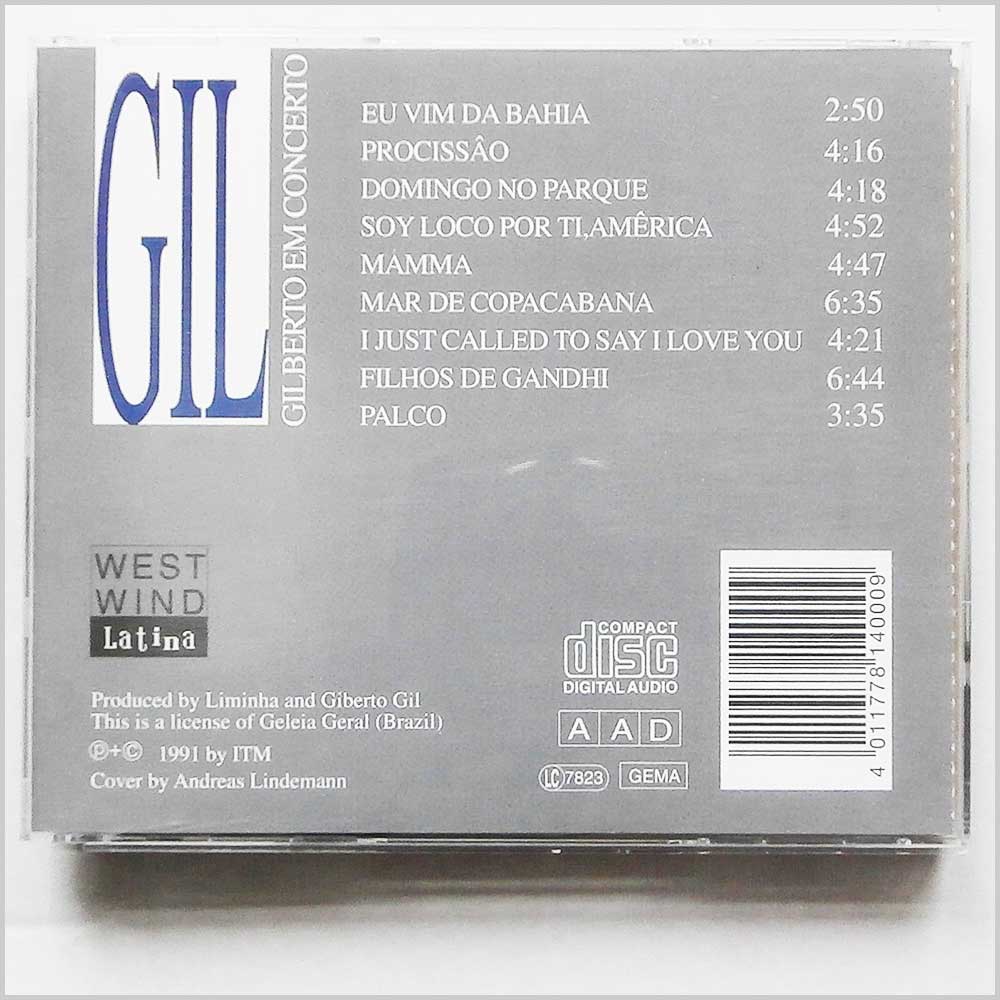 GIL
GILBERTO EM CONCERTO
EU VIM DA BAHIA 2:50
PROCISSÂO 4:16
DOMINGO NO PARQUE 4:18
SOY LOCO POR TI,AMÊRICA 4:52
MAMMA 4:47
MAR DE COPACABANA 6:35
I JUST CALLED TO SAY I LOVE YOU 4:21
FILHOS DE GANDHI 6:44
PALCO 3:35
WEST
WIND
Latina
Produced by Liminha and Giberto Gil
This is a license of Geleia Geral (Brazil)
℗+© 1991 by ITM
Cover by Andreas Lindemann
COMPACT
disc
DIGITAL AUDIO
A A D
LC 7823 GEMA
4 011778 140009